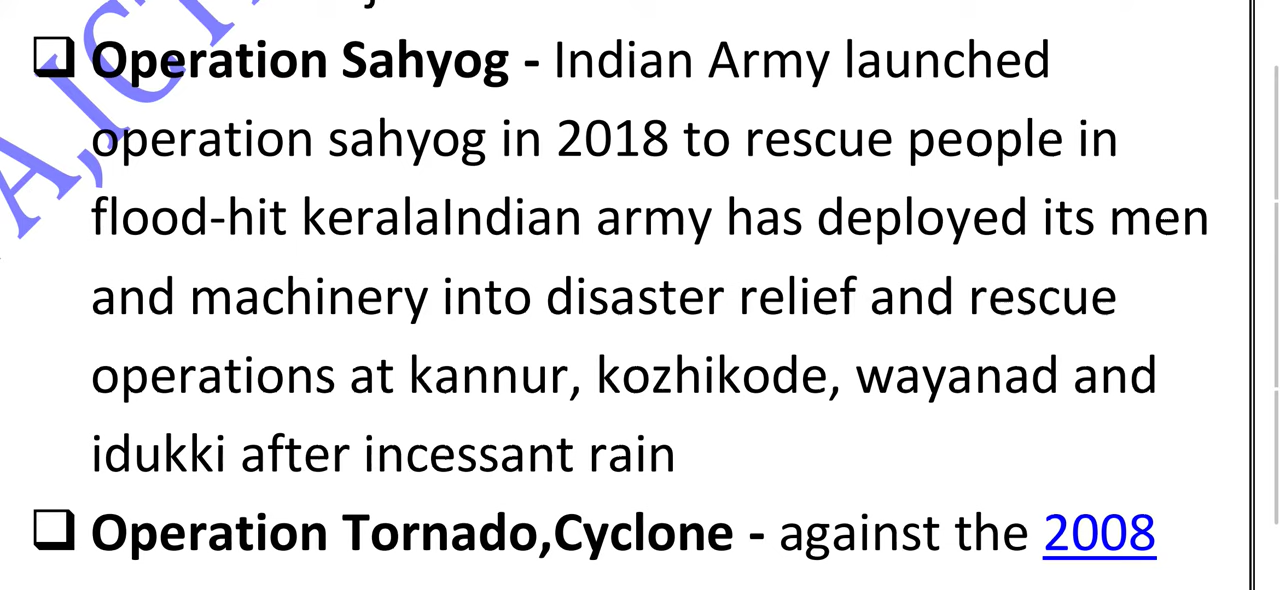 ❑ Operation Sahyog - Indian Army launched
operation sahyog in 2018 to rescue people in
flood-hit keralaIndian army has deployed its men
and machinery into disaster relief and rescue
operations at kannur, kozhikode, wayanad and
idukki after incessant rain
❑ Operation Tornado,Cyclone - against the 2008